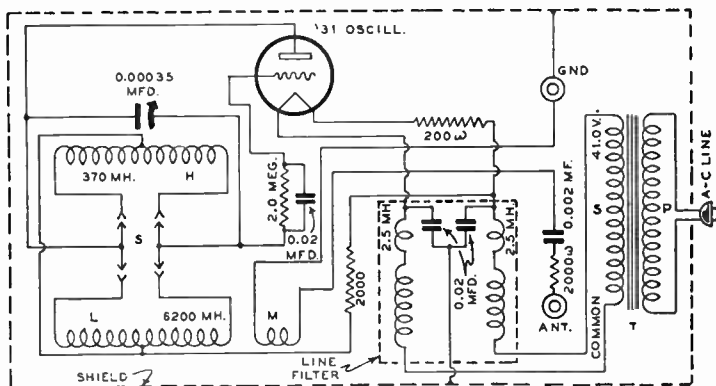 '31 OSCILL.
0.00035
MFD.
GND
A-C LINE
200ω
41.0V.
370 MH. H
2.0 MEG.
0.002 MF.
S
S
P
2.5 MH.
2.5 MH.
0.02
MFD.
0.02
MFD.
2000
2000ω
L 6200 MH.
M
ANT.
COMMON
T
LINE
FILTER
SHIELD